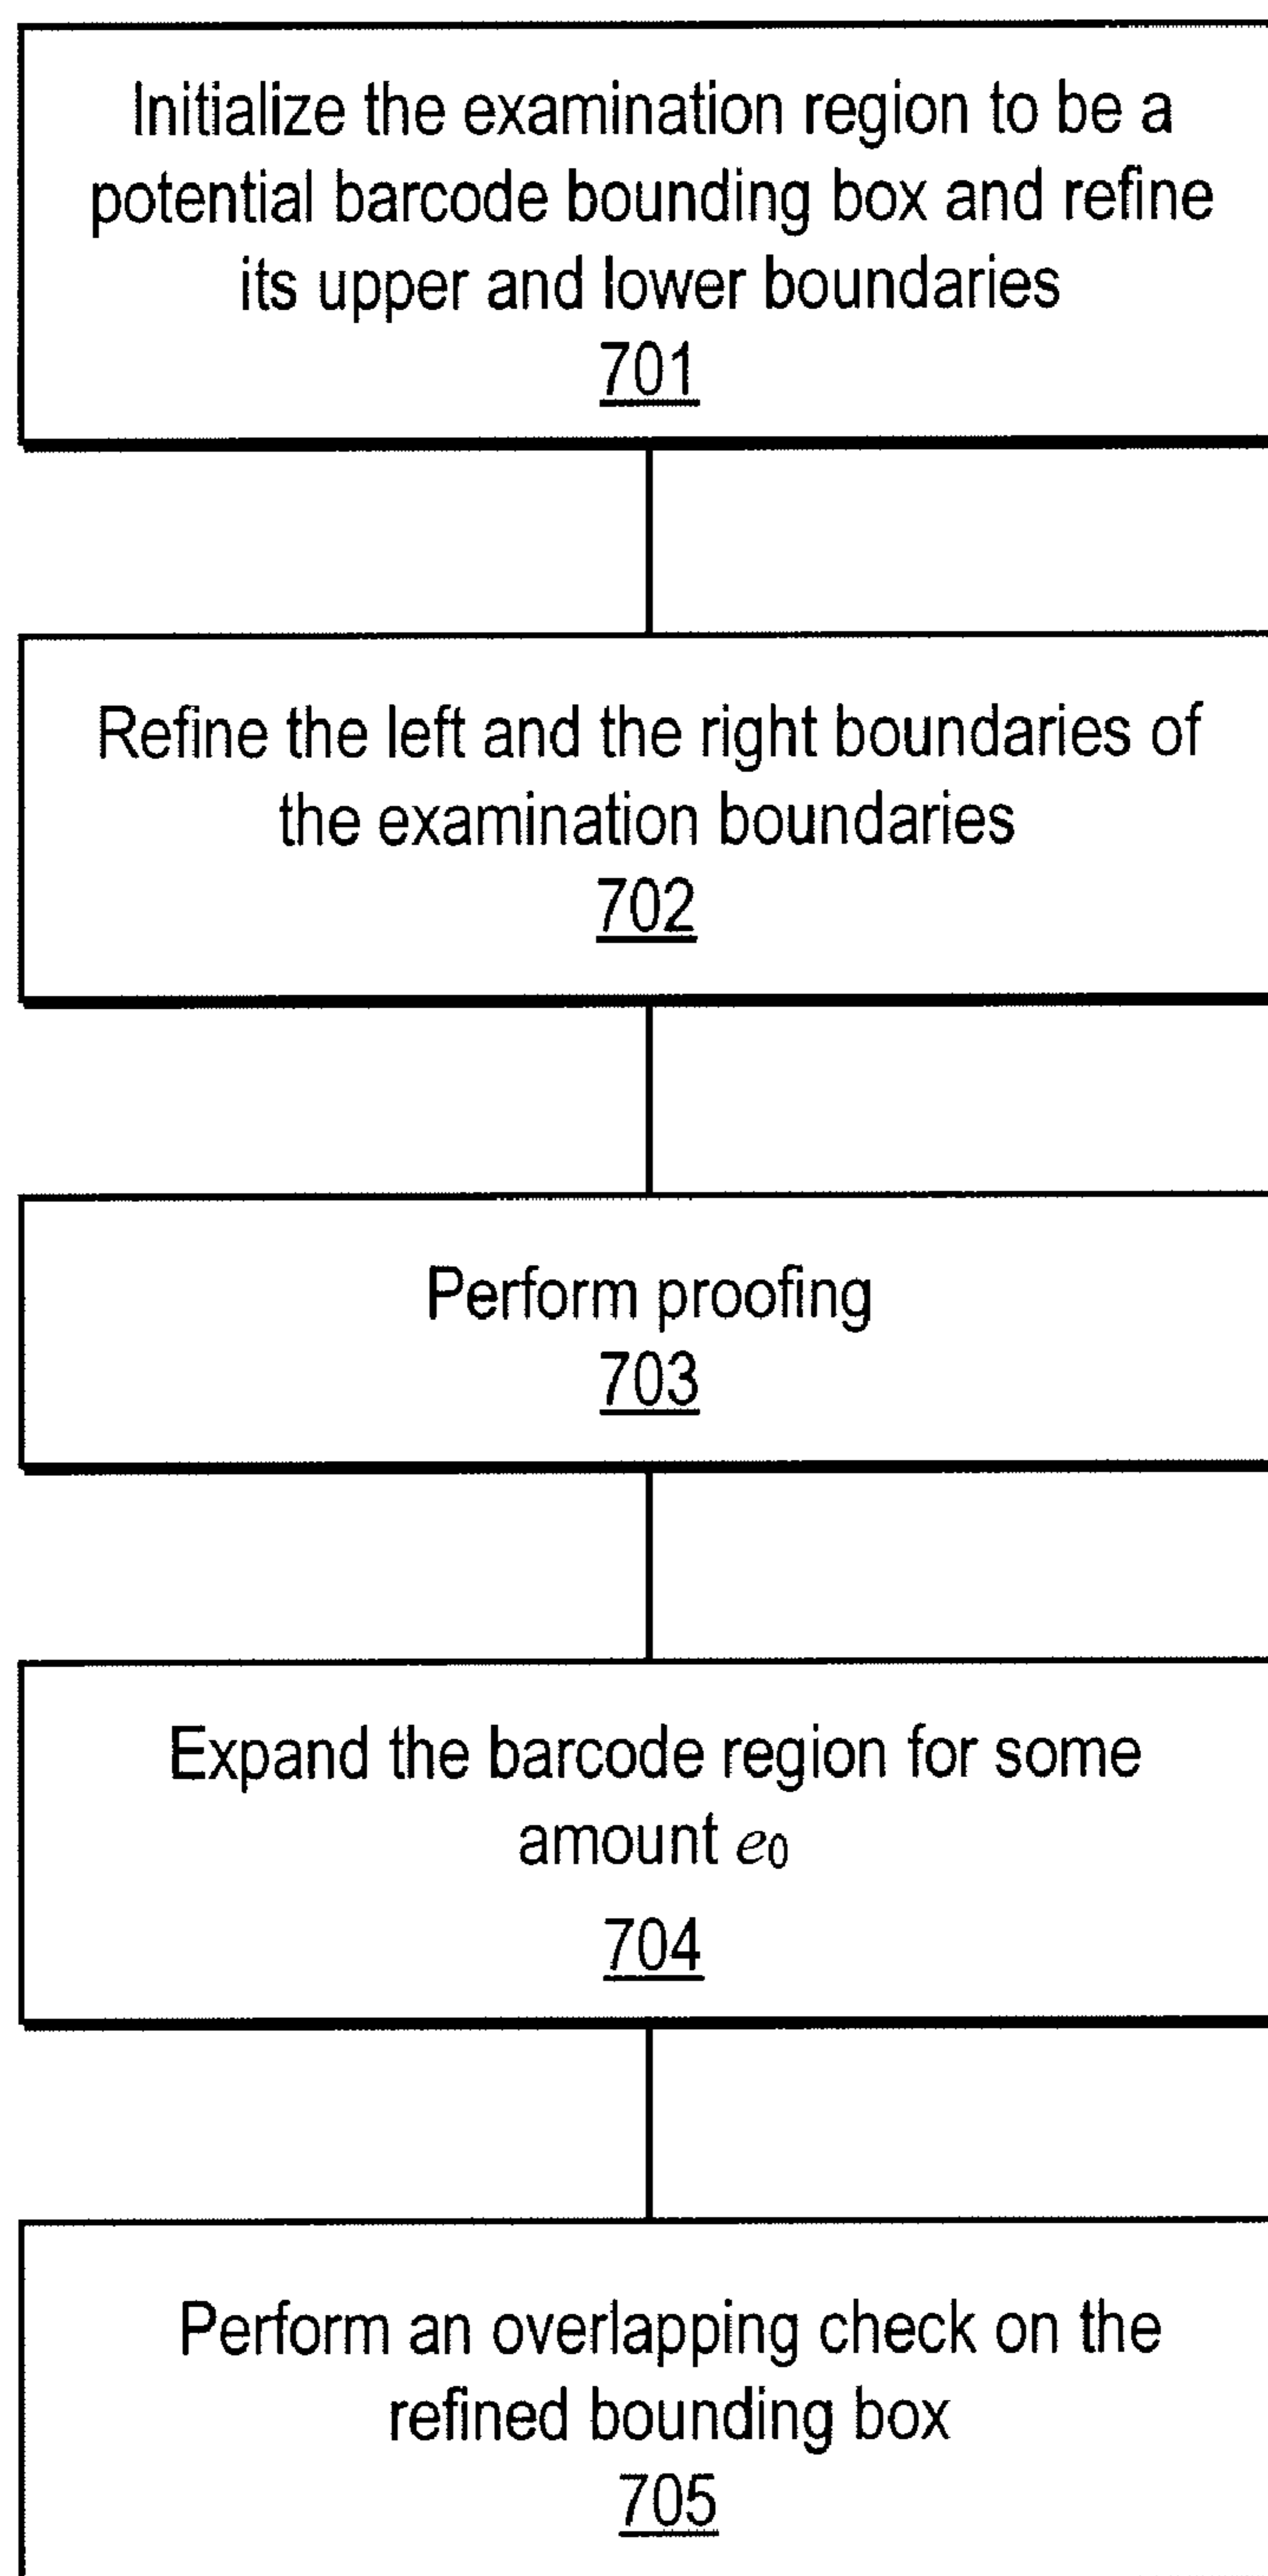 Initialize the examination region to be a
potential barcode bounding box and refine
its upper and lower boundaries
701
Refine the left and the right boundaries of
the examination boundaries
702
Perform proofing
703
Expand the barcode region for some
amount e0
704
Perform an overlapping check on the
refined bounding box
705